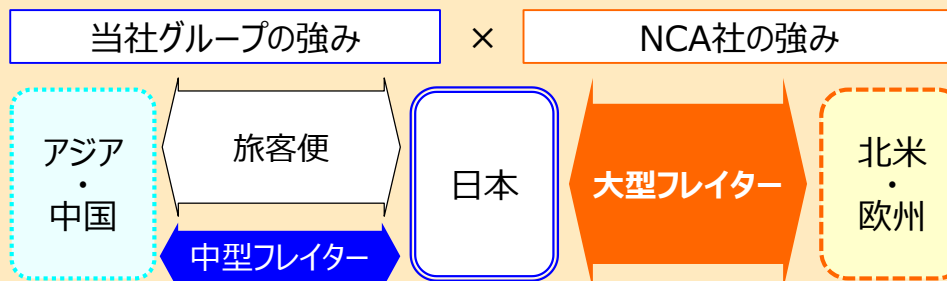 当社グループの強み × NCA社の強み
アジア
・
中国
旅客便
中型フレイター
日本
大型フレイター
北米
・
欧州